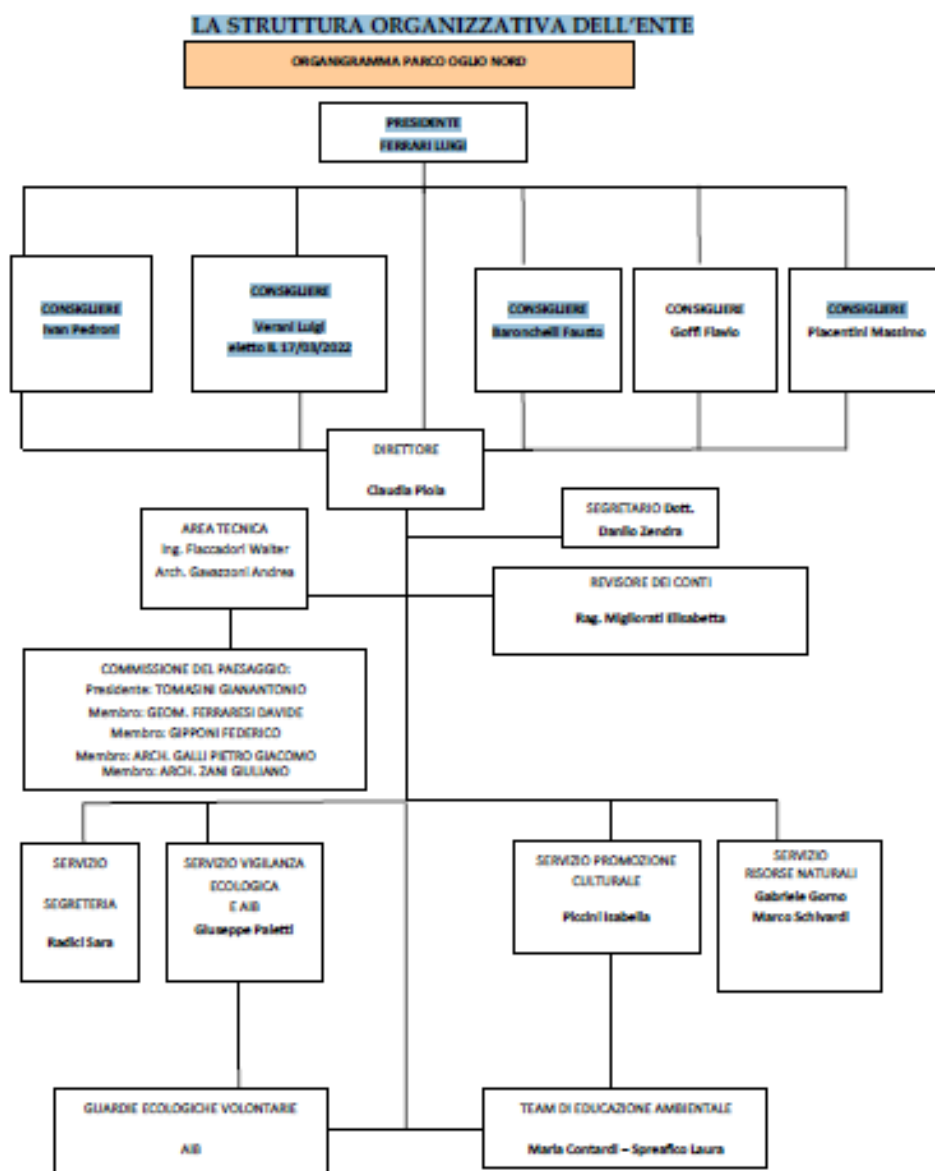 LA STRUTTURA ORGANIZZATIVA DELL'ENTE
ORGANIGRAMMA PARCO OGLIO NORD
PRESIDENTE
FERRARI LUIGI
CONSIGLIERE
Ivan Pedroni
CONSIGLIERE
Verani Luigi
eletto IL 17/03/2022
CONSIGLIERE
Baronchelli Fausto
CONSIGLIERE
Goffi Flavio
CONSIGLIERE
Piacentini Massimo
DIRETTORE
Claudia Ploia
SEGRETARIO Dott.
Danilo Zendra
AREA TECNICA
Ing. Flaccadori Walter
Arch. Gavazzoni Andrea
REVISORE DEI CONTI
Rag. Migliorati Elisabetta
COMMISSIONE DEL PAESAGGIO:
Presidente: TOMASINI GIANANTONIO
Membro: GEOM. FERRARESI DAVIDE
Membro: GIPPONI FEDERICO
Membro: ARCH. GALLI PIETRO GIACOMO
Membro: ARCH. ZANI GIULIANO
SERVIZIO
SEGRETERIA
Radici Sara
SERVIZIO VIGILANZA
ECOLOGICA
E AIB
Giuseppe Paletti
SERVIZIO PROMOZIONE
CULTURALE
Piccini Isabella
SERVIZIO
RISORSE NATURALI
Gabriele Gorno
Marco Schivardi
GUARDIE ECOLOGICHE VOLONTARIE
AIB
TEAM DI EDUCAZIONE AMBIENTALE
Maria Contardi – Spreafico Laura